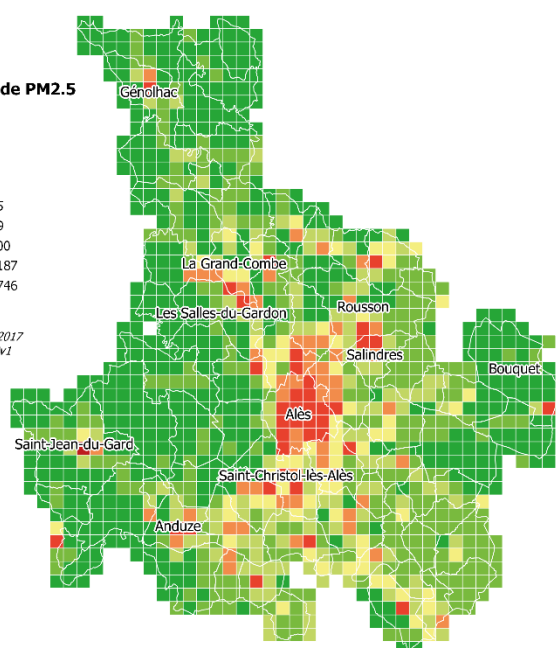 de PM2.5
Génolhac
5
9
00
187
746
2017
v1
La Grand-Combe
Les Salles-du-Gardon
Rousson
Salindres
Bouquet
Alès
Saint-Jean-du-Gard
Saint-Christol-lès-Alès
Anduze